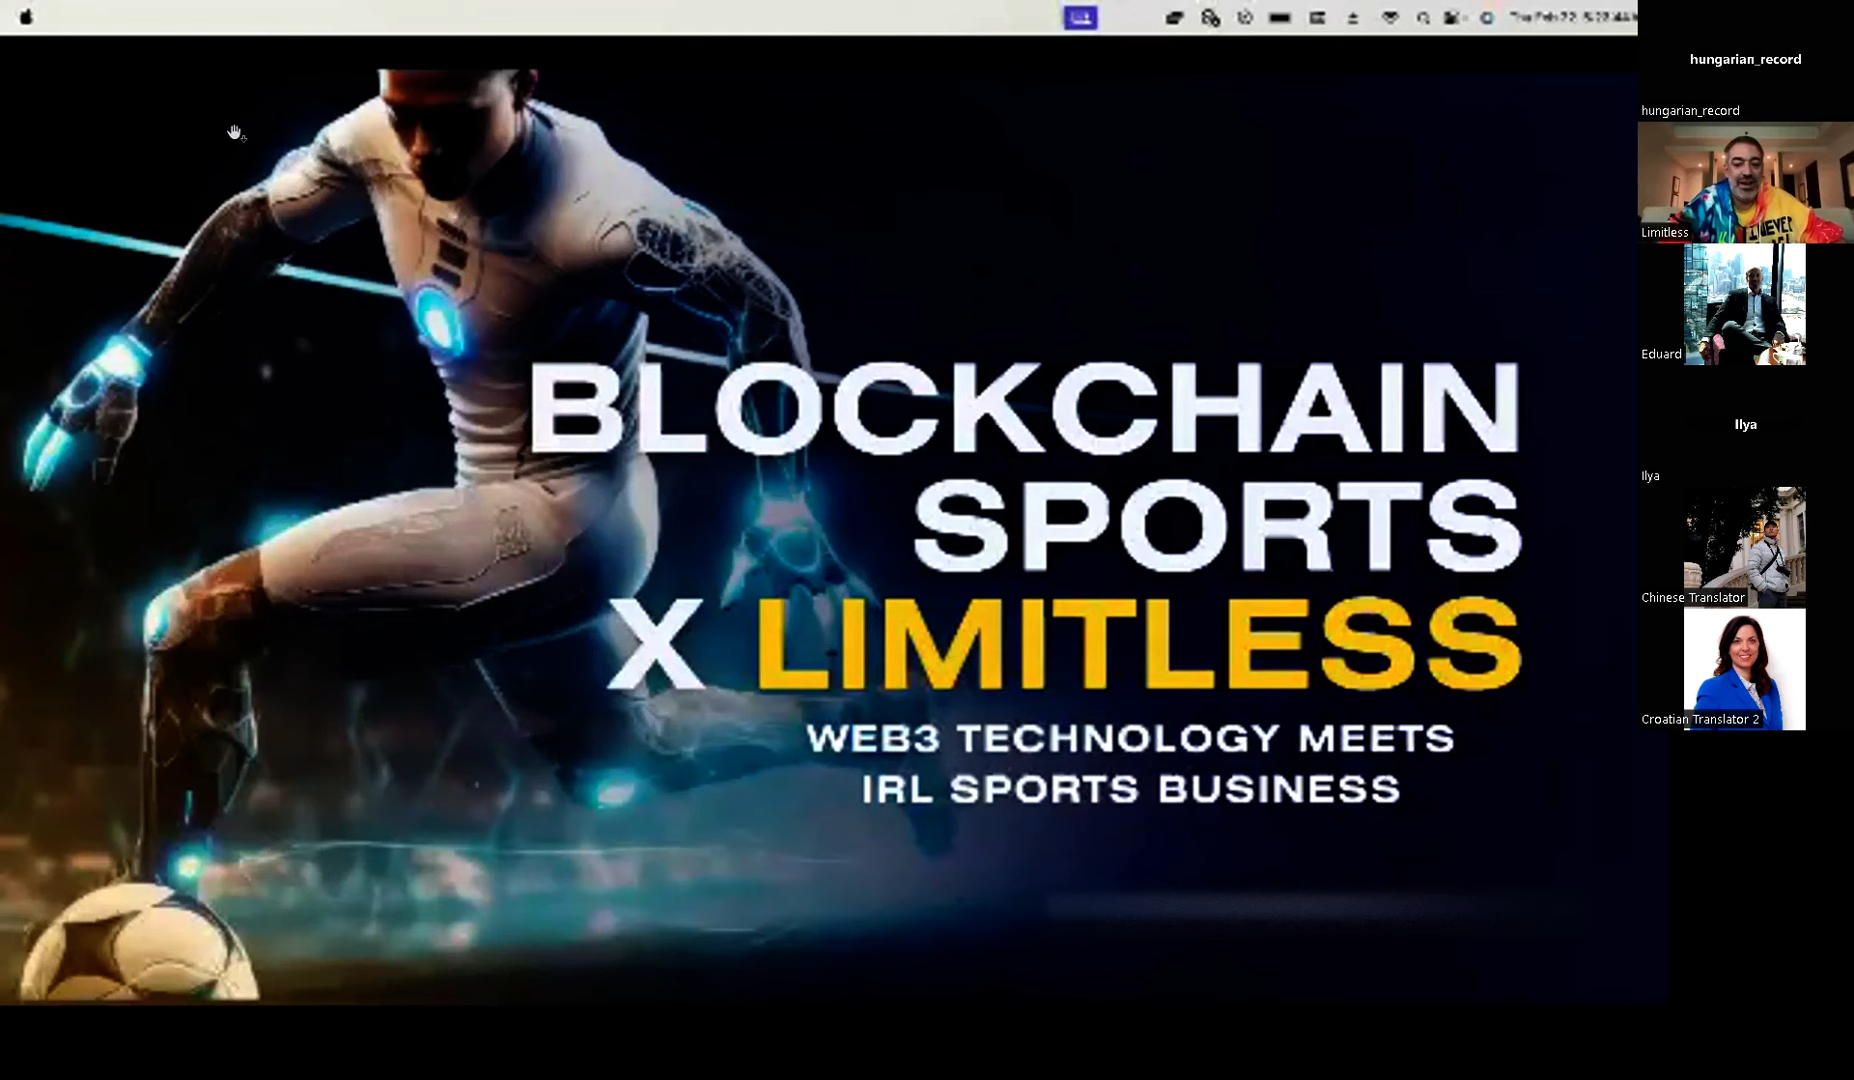 hungarian_record
hungarian_record
Limitless
Eduard
Ilya
Ilya
Chinese Translator
Croatian Translator 2
BLOCKCHAIN
SPORTS
X LIMITLESS
WEB3 TECHNOLOGY MEETS
IRL SPORTS BUSINESS